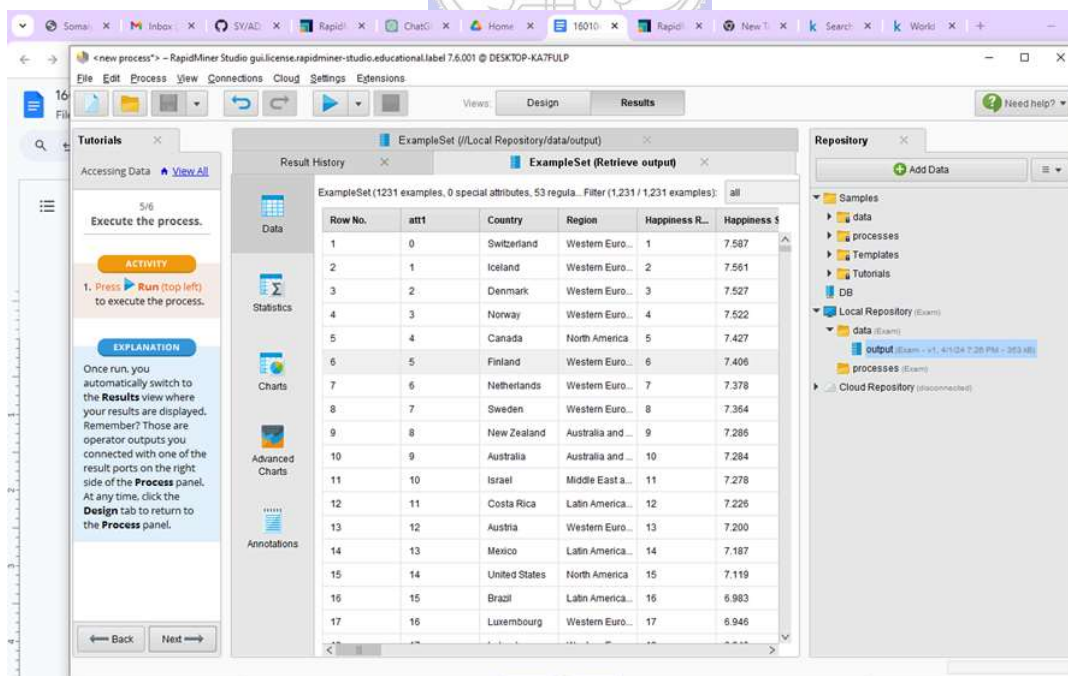 Somai
Inbox
SY/AD
Rapid
ChatG
Home
16010
Rapid
New T
Search
World
<new process*> – RapidMiner Studio gui.license.rapidminer-studio.educational.label 7.6.001 @ DESKTOP-KA7FULP
File Edit Process View Connections Cloud Settings Extensions
16
Fil
Views: Design Results
Need help?
Tutorials
Accessing Data View All
5/6
Execute the process.
ACTIVITY
1. Press Run (top left)
to execute the process.
EXPLANATION
Once run, you
automatically switch to
the Results view where
your results are displayed.
Remember? Those are
operator outputs you
connected with one of the
result ports on the right
side of the Process panel.
At any time, click the
Design tab to return to
the Process panel.
Back Next
ExampleSet (//Local Repository/data/output)
Result History ExampleSet (Retrieve output)
Data
Statistics
Charts
Advanced
Charts
Annotations
ExampleSet (1231 examples, 0 special attributes, 53 regula... Filter (1,231 / 1,231 examples): all
Row No. att1 Country Region Happiness R... Happiness S
1 0 Switzerland Western Euro... 1 7.587
2 1 Iceland Western Euro... 2 7.561
3 2 Denmark Western Euro... 3 7.527
4 3 Norway Western Euro... 4 7.522
5 4 Canada North America 5 7.427
6 5 Finland Western Euro... 6 7.406
7 6 Netherlands Western Euro... 7 7.378
8 7 Sweden Western Euro... 8 7.364
9 8 New Zealand Australia and ... 9 7.286
10 9 Australia Australia and ... 10 7.284
11 10 Israel Middle East a... 11 7.278
12 11 Costa Rica Latin America... 12 7.226
13 12 Austria Western Euro... 13 7.200
14 13 Mexico Latin America... 14 7.187
15 14 United States North America 15 7.119
16 15 Brazil Latin America... 16 6.983
17 16 Luxembourg Western Euro... 17 6.946
Repository
Add Data
Samples
data
processes
Templates
Tutorials
DB
Local Repository (Exam)
data (Exam)
output (Exam – v1, 4/1/24 7:26 PM – 353 kB)
processes (Exam)
Cloud Repository (disconnected)